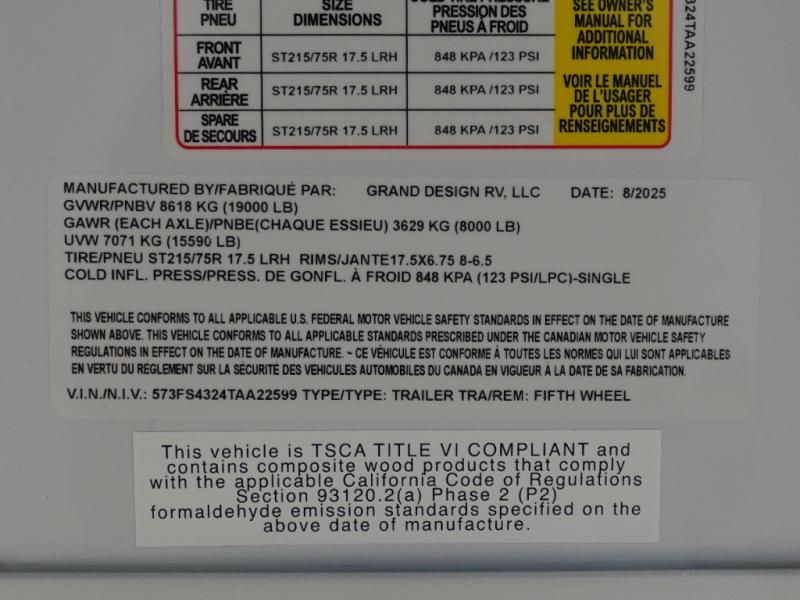 TIRE SIZE COLD TIRE PRESSURE SEE OWNER'S
PNEU DIMENSIONS PRESSION DES MANUAL FOR
PNEUS À FROID ADDITIONAL
INFORMATION
FRONT
AVANT ST215/75R 17.5 LRH 848 KPA /123 PSI
REAR
ARRIÈRE ST215/75R 17.5 LRH 848 KPA /123 PSI
SPARE
DE SECOURS ST215/75R 17.5 LRH 848 KPA /123 PSI
VOIR LE MANUEL
DE L'USAGER
POUR PLUS DE
RENSEIGNEMENTS
324TAA22599
MANUFACTURED BY/FABRIQUÉ PAR: GRAND DESIGN RV, LLC DATE: 8/2025
GVWR/PNBV 8618 KG (19000 LB)
GAWR (EACH AXLE)/PNBE(CHAQUE ESSIEU) 3629 KG (8000 LB)
UVW 7071 KG (15590 LB)
TIRE/PNEU ST215/75R 17.5 LRH RIMS/JANTE17.5X6.75 8-6.5
COLD INFL. PRESS/PRESS. DE GONFL. À FROID 848 KPA (123 PSI/LPC)-SINGLE
THIS VEHICLE CONFORMS TO ALL APPLICABLE U.S. FEDERAL MOTOR VEHICLE SAFETY STANDARDS IN EFFECT ON THE DATE OF MANUFACTURE
SHOWN ABOVE. THIS VEHICLE CONFORMS TO ALL APPLICABLE STANDARDS PRESCRIBED UNDER THE CANADIAN MOTOR VEHICLE SAFETY
REGULATIONS IN EFFECT ON THE DATE OF MANUFACTURE. ~ CE VÉHICULE EST CONFORME À TOUTES LES NORMES QUI LUI SONT APPLICABLES
EN VERTU DU REGLEMENT SUR LA SÉCURITÉ DES VEHICULES AUTOMOBILES DU CANADA EN VIGUEUR À LA DATE DE SA FABRICATION.
V.I.N./N.I.V.: 573FS4324TAA22599 TYPE/TYPE: TRAILER TRA/REM: FIFTH WHEEL
This vehicle is TSCA TITLE VI COMPLIANT and
contains composite wood products that comply
with the applicable California Code of Regulations
Section 93120.2(a) Phase 2 (P2)
formaldehyde emission standards specified on the
above date of manufacture.